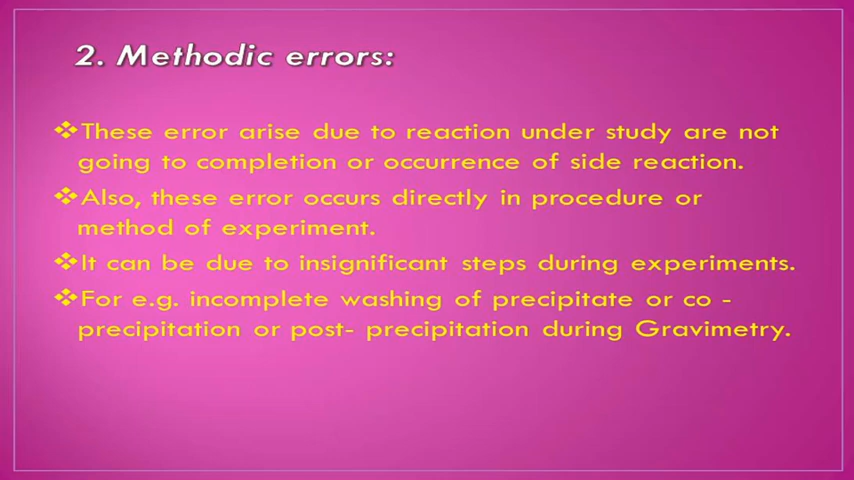 2. Methodic errors:
❖These error arise due to reaction under study are not
going to completion or occurrence of side reaction.
❖Also, these error occurs directly in procedure or
method of experiment.
❖It can be due to insignificant steps during experiments.
❖For e.g. incomplete washing of precipitate or co -
precipitation or post- precipitation during Gravimetry.